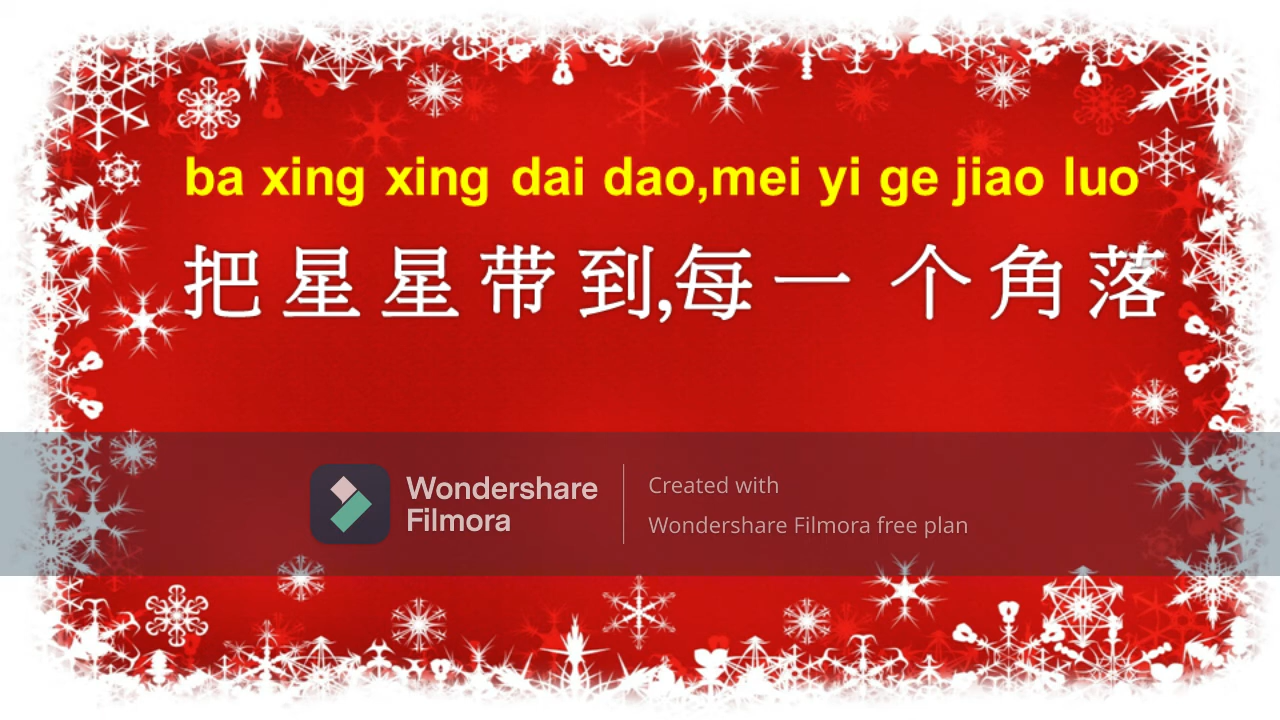 ba xing xing dai dao,mei yi ge jiao luo
把星星带到,每一 个角落
Wondershare
Filmora
Created with
Wondershare Filmora free plan